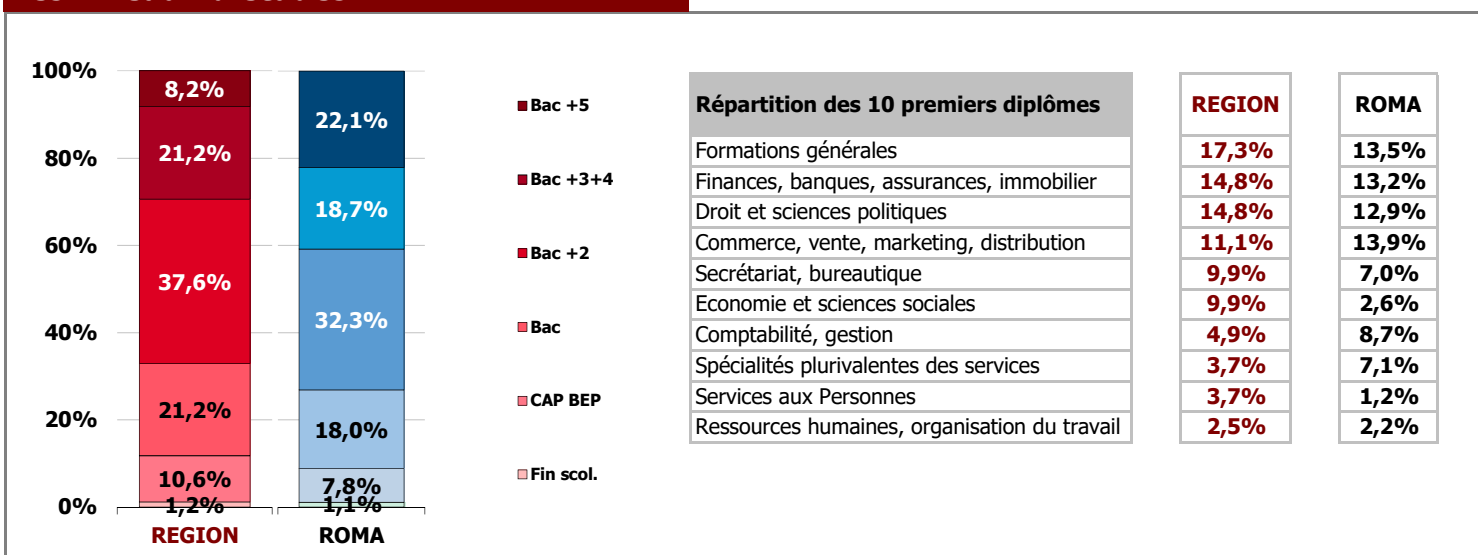 100%
80%
60%
40%
20%
0%
8,2%
21,2%
37,6%
21,2%
10,6%
1,2%
REGION
22,1%
18,7%
32,3%
18,0%
7,8%
1,1%
ROMA
Bac +5
Bac +3+4
Bac +2
Bac
CAP BEP
Fin scol.
Répartition des 10 premiers diplômes REGION ROMA
Formations générales 17,3% 13,5%
Finances, banques, assurances, immobilier 14,8% 13,2%
Droit et sciences politiques 14,8% 12,9%
Commerce, vente, marketing, distribution 11,1% 13,9%
Secrétariat, bureautique 9,9% 7,0%
Economie et sciences sociales 9,9% 2,6%
Comptabilité, gestion 4,9% 8,7%
Spécialités plurivalentes des services 3,7% 7,1%
Services aux Personnes 3,7% 1,2%
Ressources humaines, organisation du travail 2,5% 2,2%